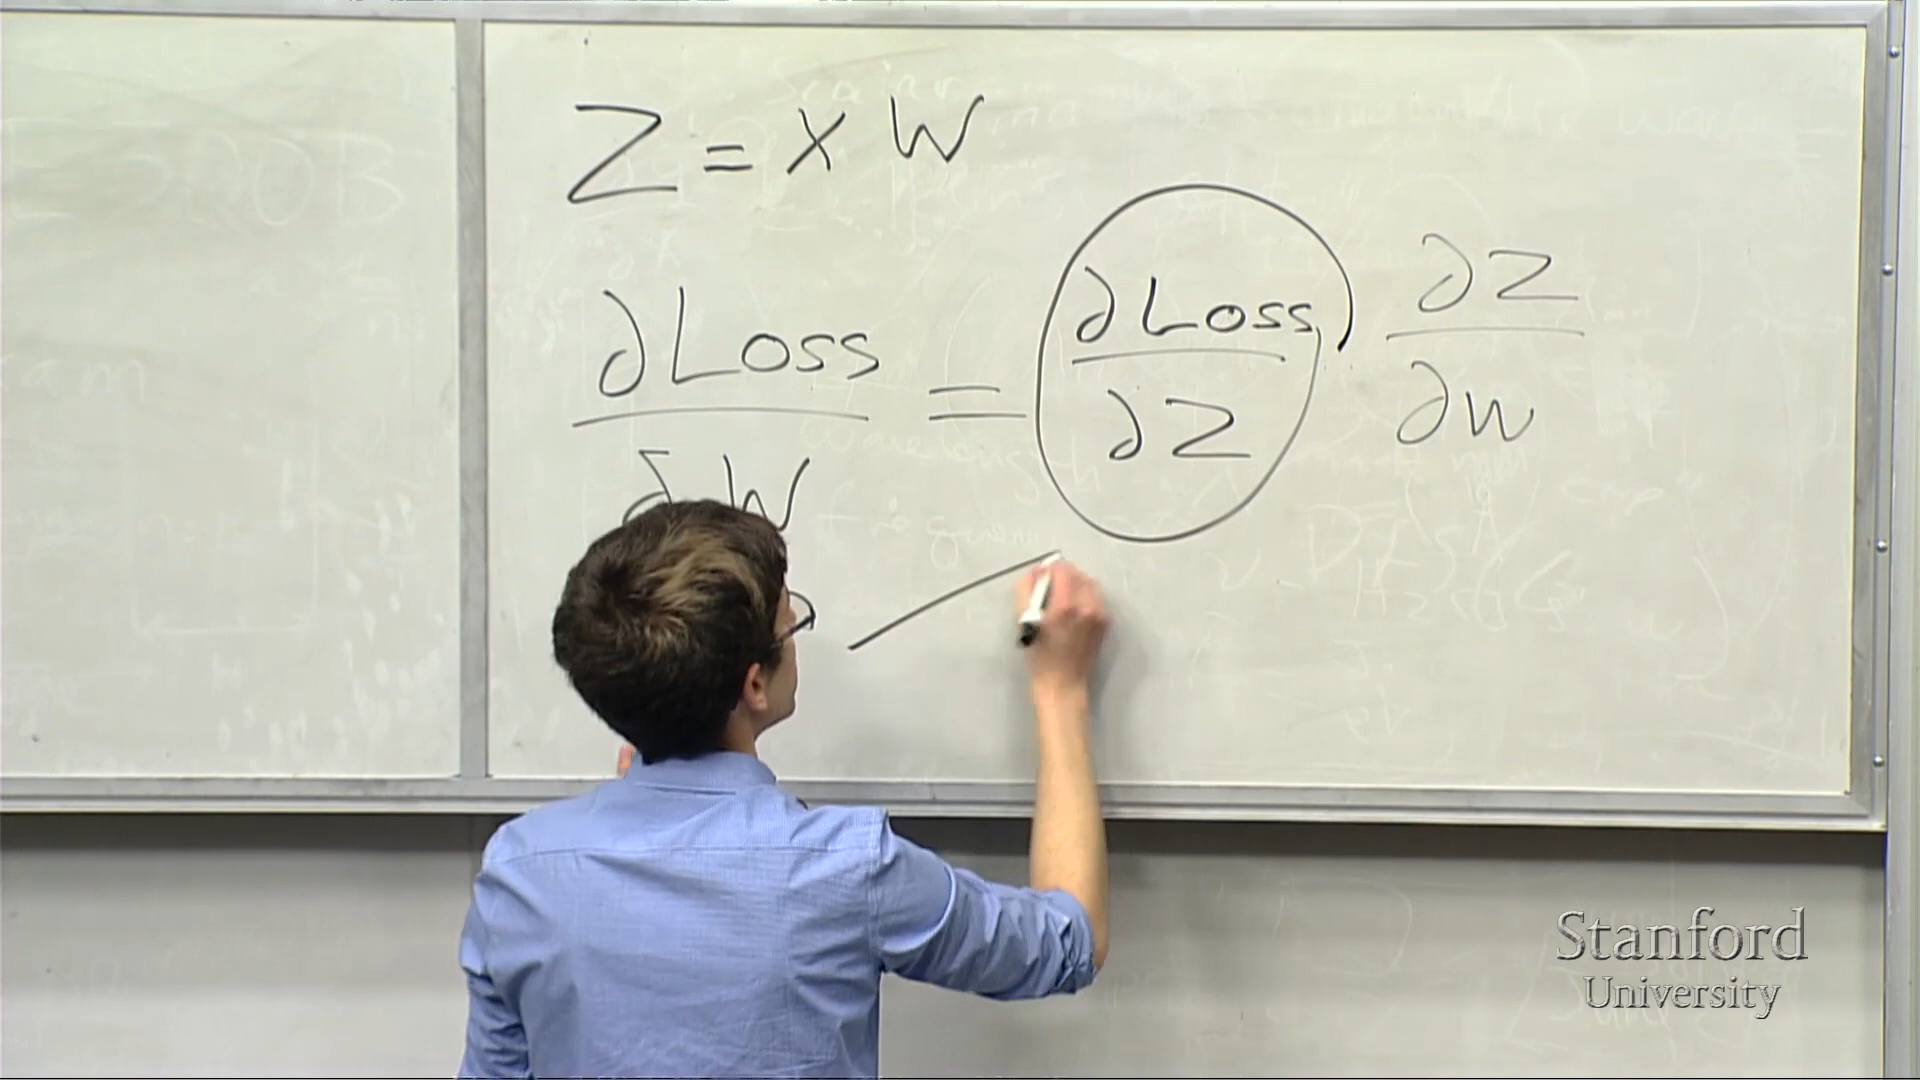 Z = X W
∂Loss / ∂W = ∂Loss / ∂Z ∂Z / ∂W
Stanford
University